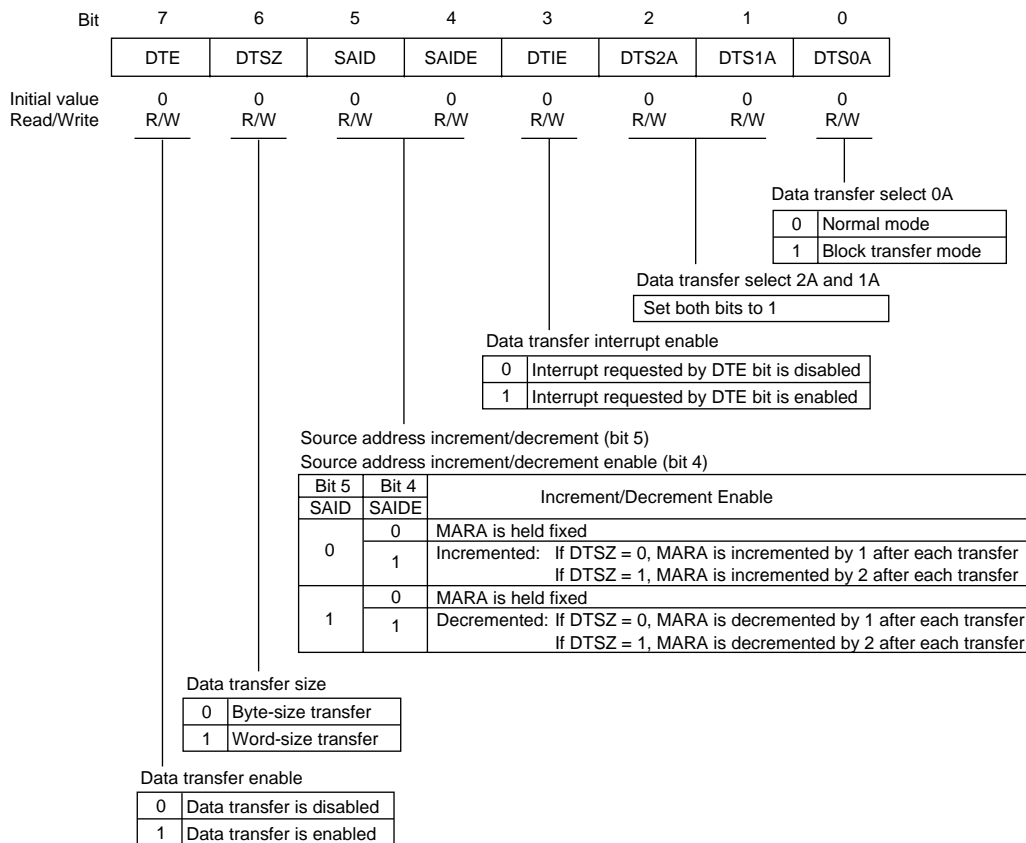 Bit 7 6 5 4 3 2 1 0
DTE DTSZ SAID SAIDE DTIE DTS2A DTS1A DTS0A
Initial value 0 0 0 0 0 0 0 0
Read/Write R/W R/W R/W R/W R/W R/W R/W R/W
Data transfer select 0A
0 Normal mode
1 Block transfer mode
Data transfer select 2A and 1A
Set both bits to 1
Data transfer interrupt enable
0 Interrupt requested by DTE bit is disabled
1 Interrupt requested by DTE bit is enabled
Source address increment/decrement (bit 5)
Source address increment/decrement enable (bit 4)
Bit 5 Bit 4 Increment/Decrement Enable
SAID SAIDE
0 0 MARA is held fixed
1 Incremented: If DTSZ = 0, MARA is incremented by 1 after each transfer
If DTSZ = 1, MARA is incremented by 2 after each transfer
1 0 MARA is held fixed
1 Decremented: If DTSZ = 0, MARA is decremented by 1 after each transfer
If DTSZ = 1, MARA is decremented by 2 after each transfer
Data transfer size
0 Byte-size transfer
1 Word-size transfer
Data transfer enable
0 Data transfer is disabled
1 Data transfer is enabled